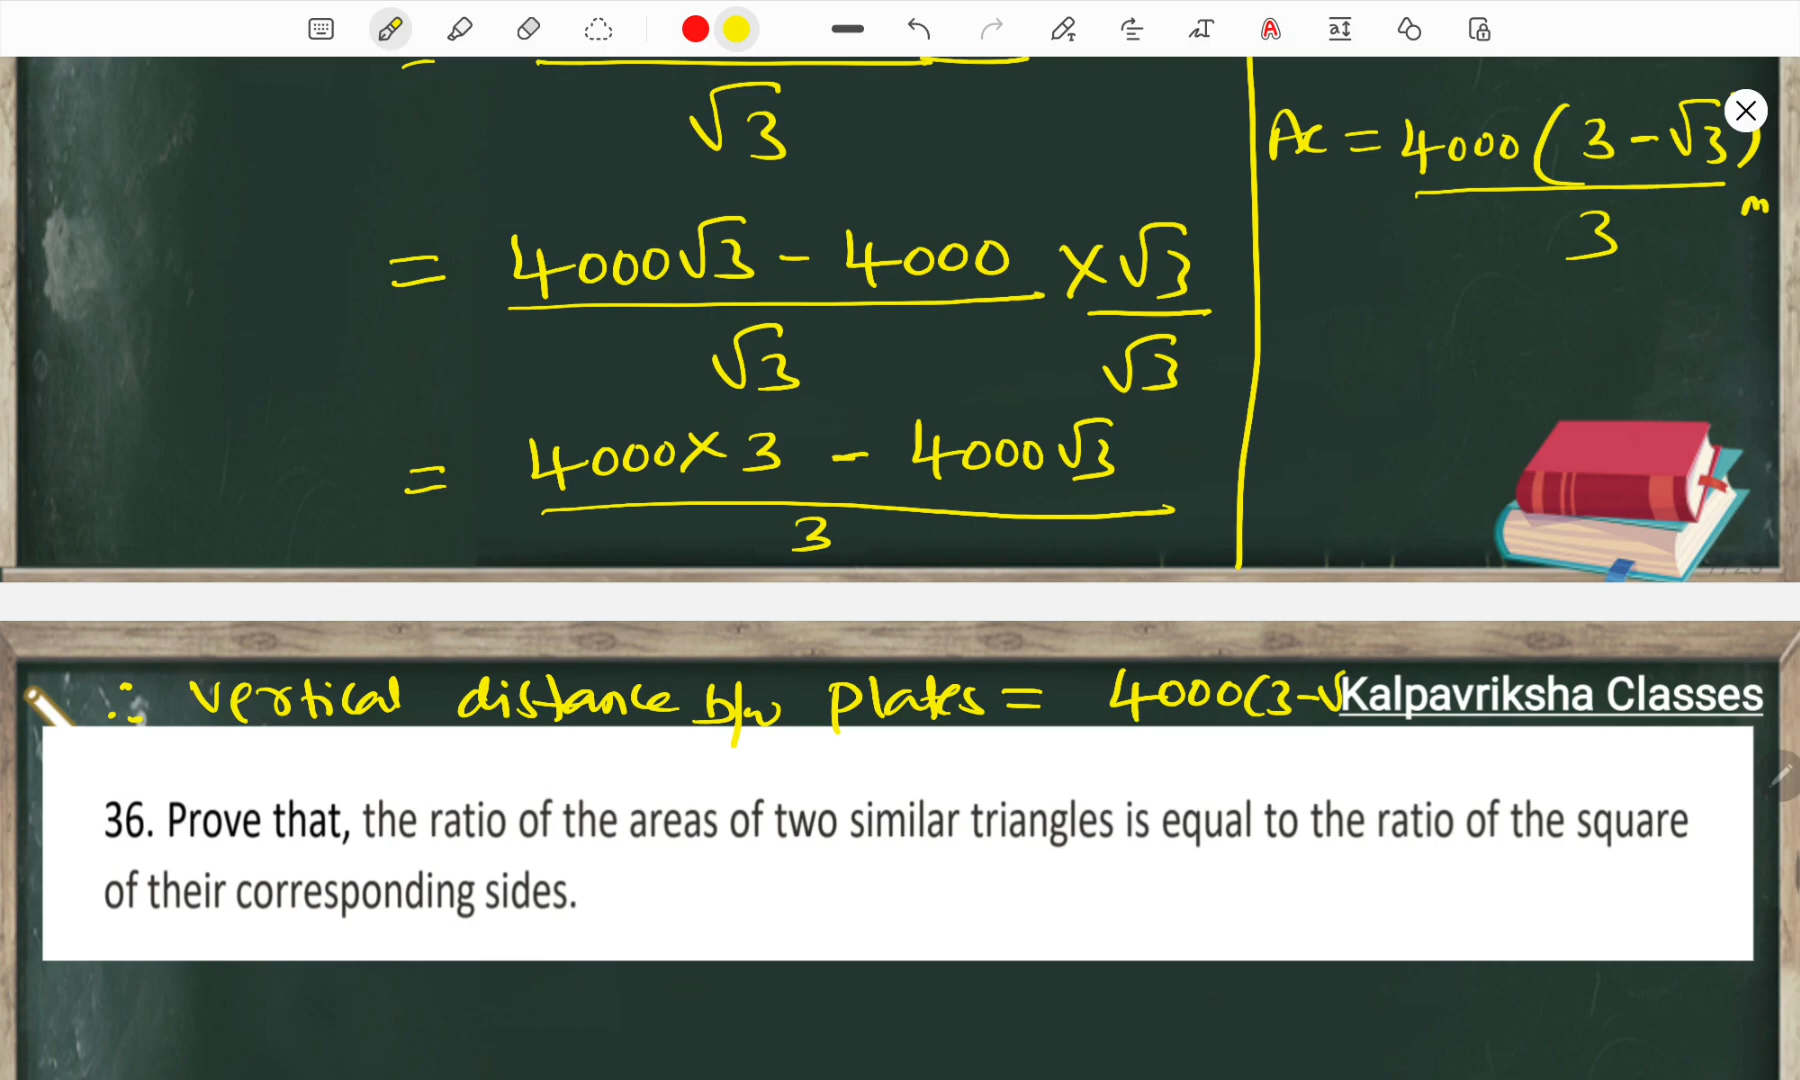 =
√3
= 4000√3 - 4000 / √3 × √3 / √3
= 4000×3 - 4000√3 / 3
AC = 4000(3-√3) / 3 m
∴ vertical distance b/w plates = 4000(3-√
Kalpavriksha Classes
36. Prove that, the ratio of the areas of two similar triangles is equal to the ratio of the square
of their corresponding sides.